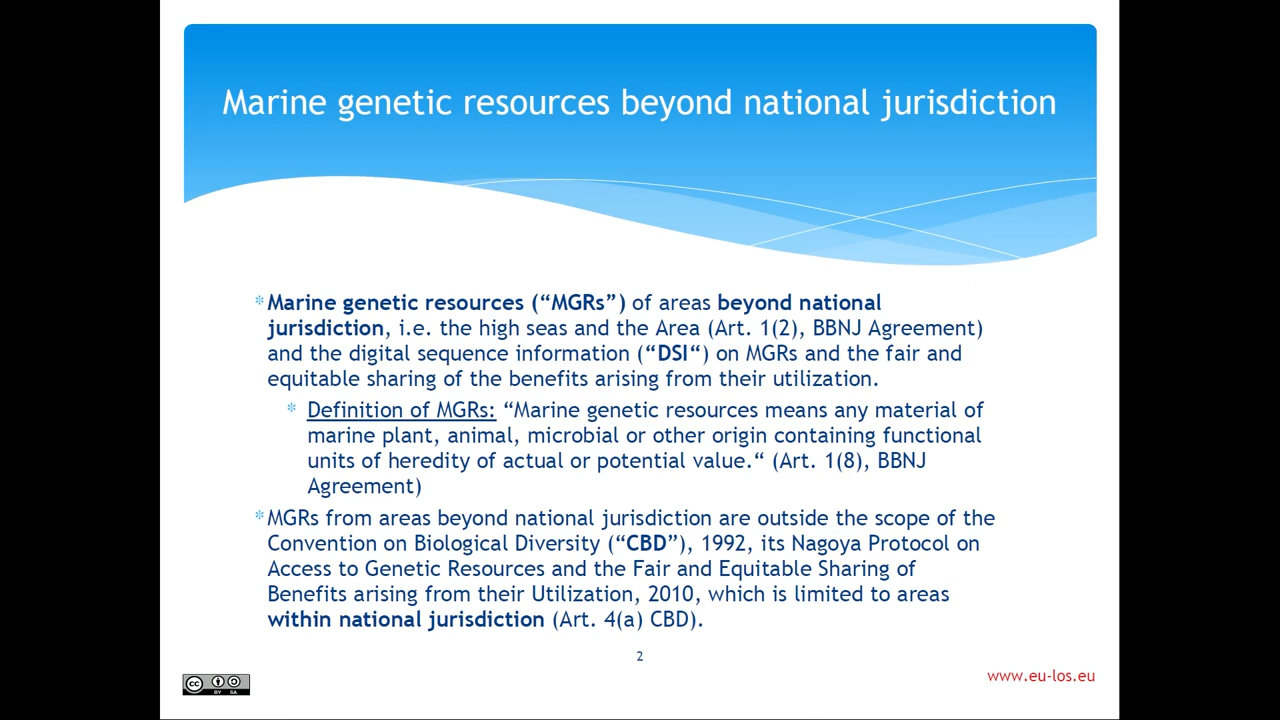 Marine genetic resources beyond national jurisdiction
* Marine genetic resources (“MGRs”) of areas beyond national
jurisdiction, i.e. the high seas and the Area (Art. 1(2), BBNJ Agreement)
and the digital sequence information (“DSI“) on MGRs and the fair and
equitable sharing of the benefits arising from their utilization.
* Definition of MGRs: “Marine genetic resources means any material of
marine plant, animal, microbial or other origin containing functional
units of heredity of actual or potential value.“ (Art. 1(8), BBNJ
Agreement)
* MGRs from areas beyond national jurisdiction are outside the scope of the
Convention on Biological Diversity (“CBD”), 1992, its Nagoya Protocol on
Access to Genetic Resources and the Fair and Equitable Sharing of
Benefits arising from their Utilization, 2010, which is limited to areas
within national jurisdiction (Art. 4(a) CBD).
2
cc BY SA
www.eu-los.eu